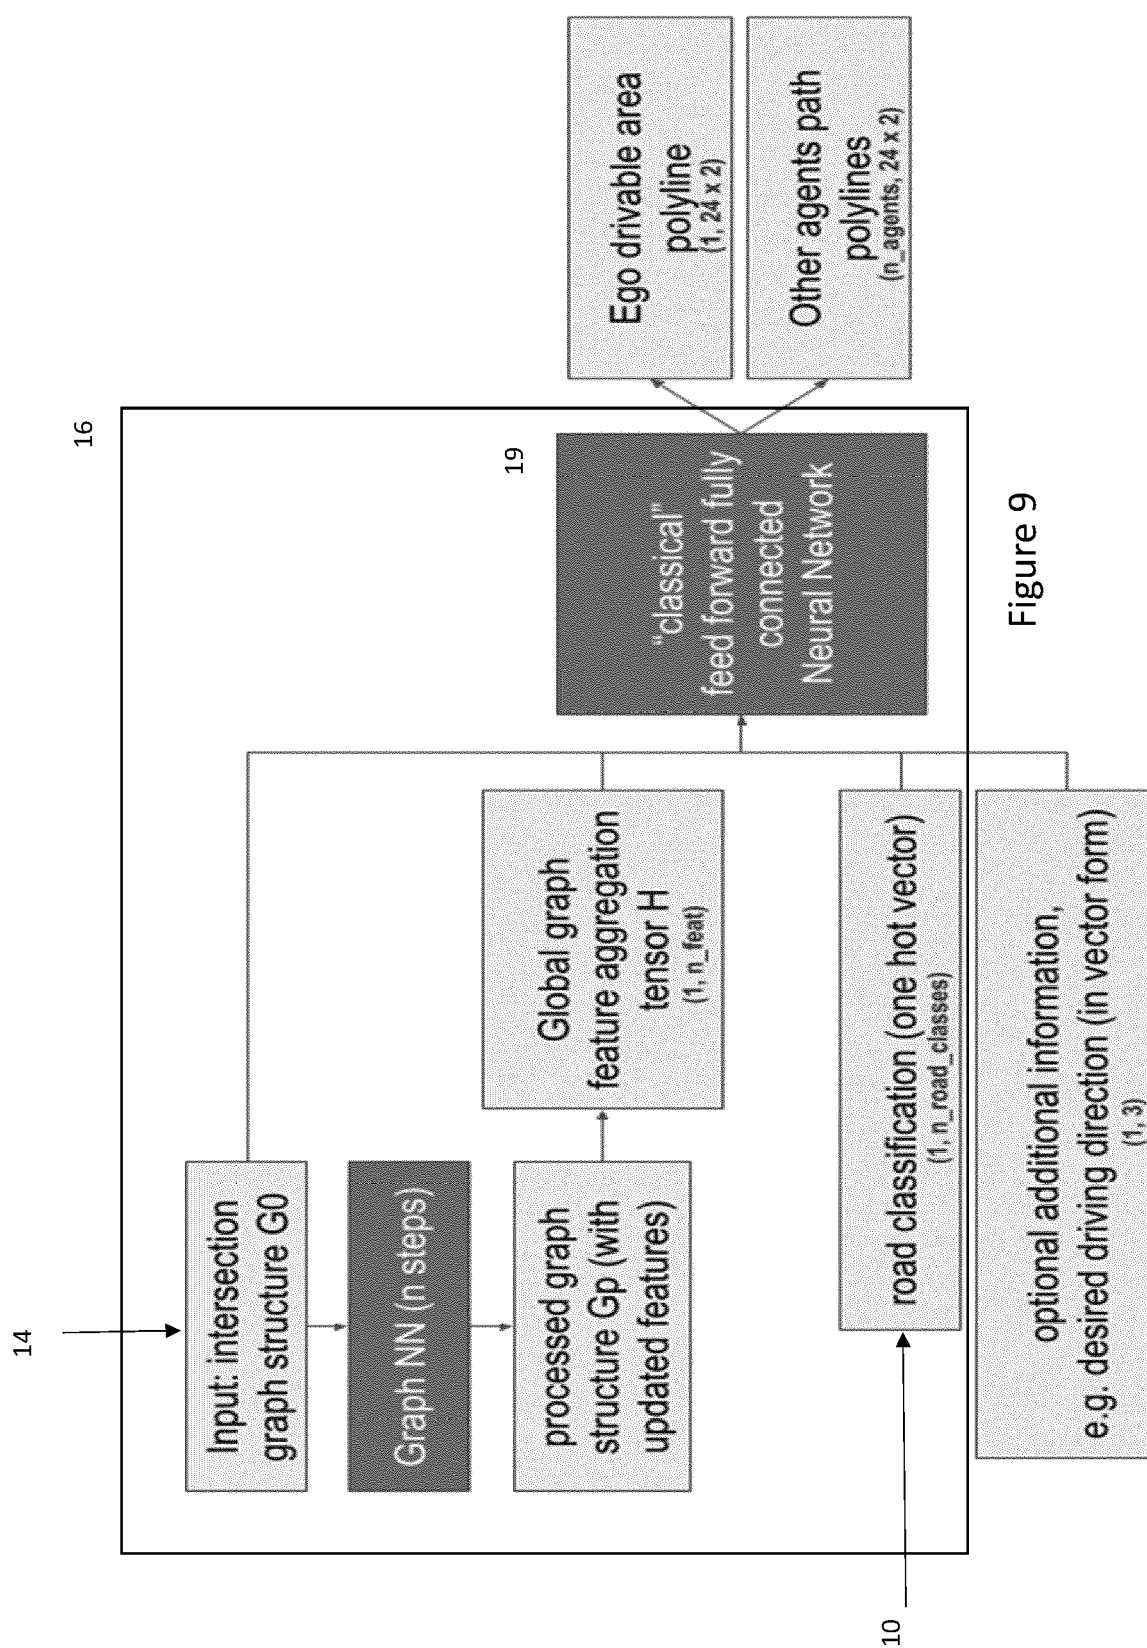 14
16
Input: intersection
graph structure G0
Graph NN (n steps)
processed graph
structure Gp (with
updated features)
Global graph
feature aggregation
tensor H
(1, n_feat)
10
road classification (one hot vector)
(1, n_road_classes)
optional additional information,
e.g. desired driving direction (in vector form)
(1, 3)
19
“classical”
feed forward fully
connected
Neural Network
Ego drivable area
polyline
(1, 24 x 2)
Other agents path
polylines
(n_agents, 24 x 2)
Figure 9